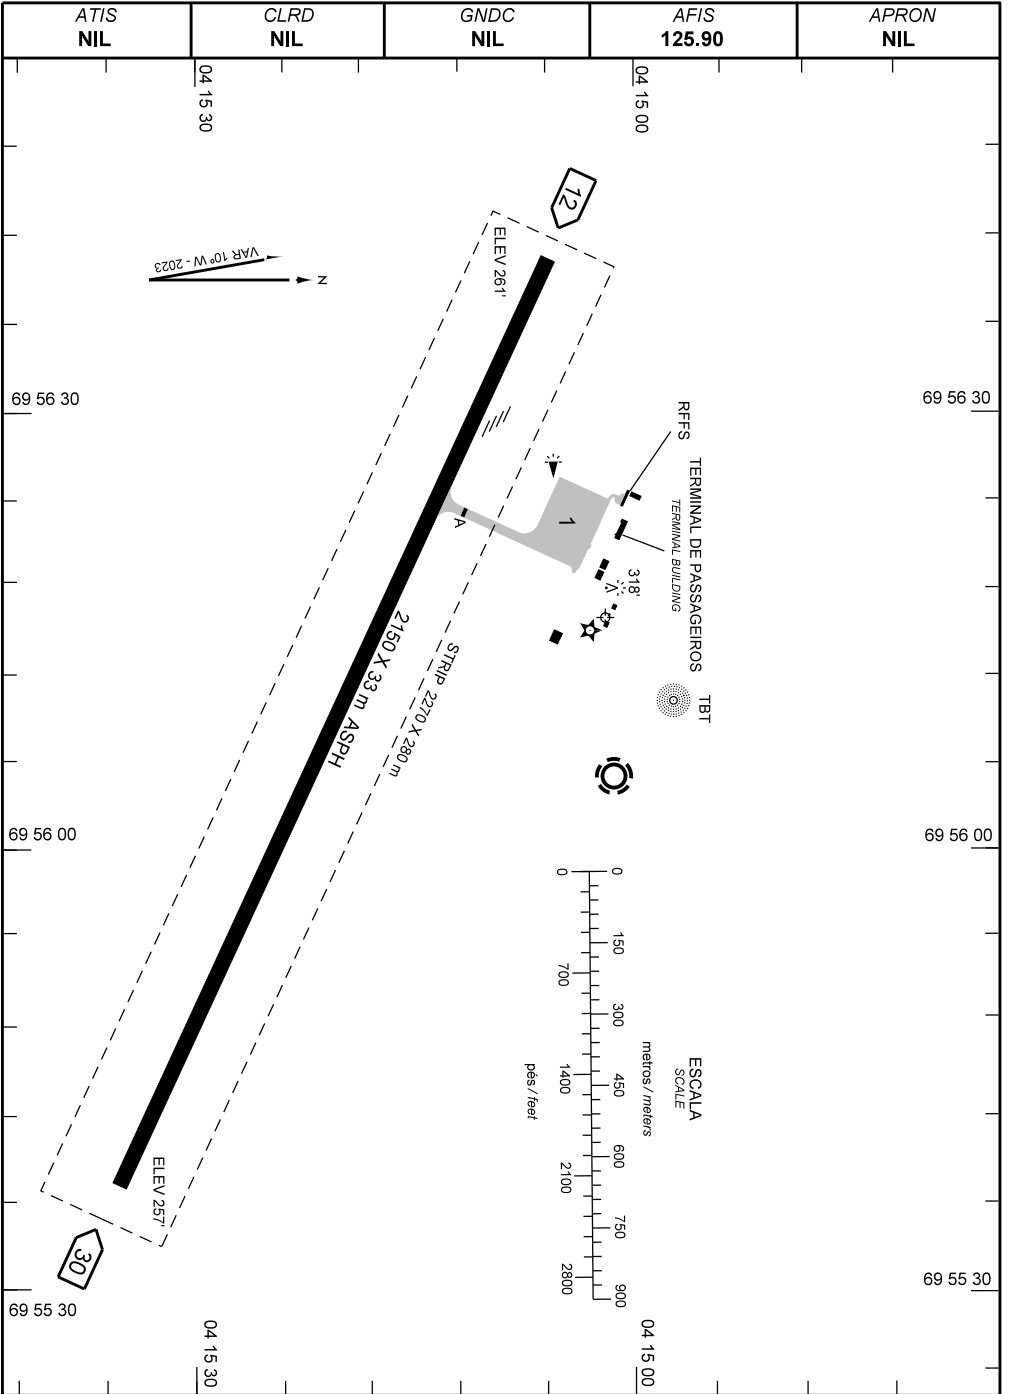 ATIS
NIL
CLRD
NIL
GNDC
NIL
AFIS
125.90
APRON
NIL
04 15 30
04 15 00
12
ELEV 261'
VAR 10º W - 2023
N
69 56 30
69 56 30
RFFS
TERMINAL DE PASSAGEIROS
TERMINAL BUILDING
1
A
318'
TBT
2150 X 33 m ASPH
STRIP 2270 X 280 m
69 56 00
69 56 00
ESCALA
SCALE
metros / meters
0 150 300 450 600 750 900
0 700 1400 2100 2800
pés / feet
ELEV 257'
30
69 55 30
69 55 30
04 15 30
04 15 00